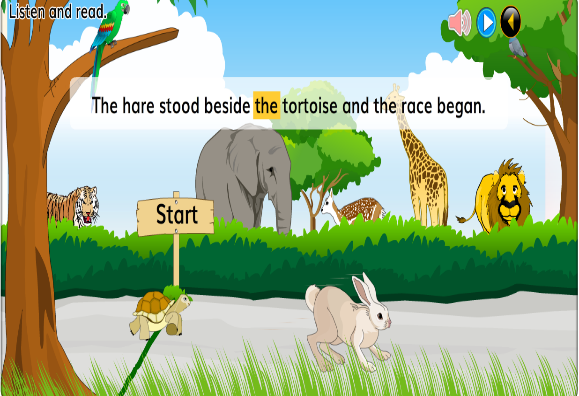 Listen and read.
The hare stood beside the tortoise and the race began.
Start